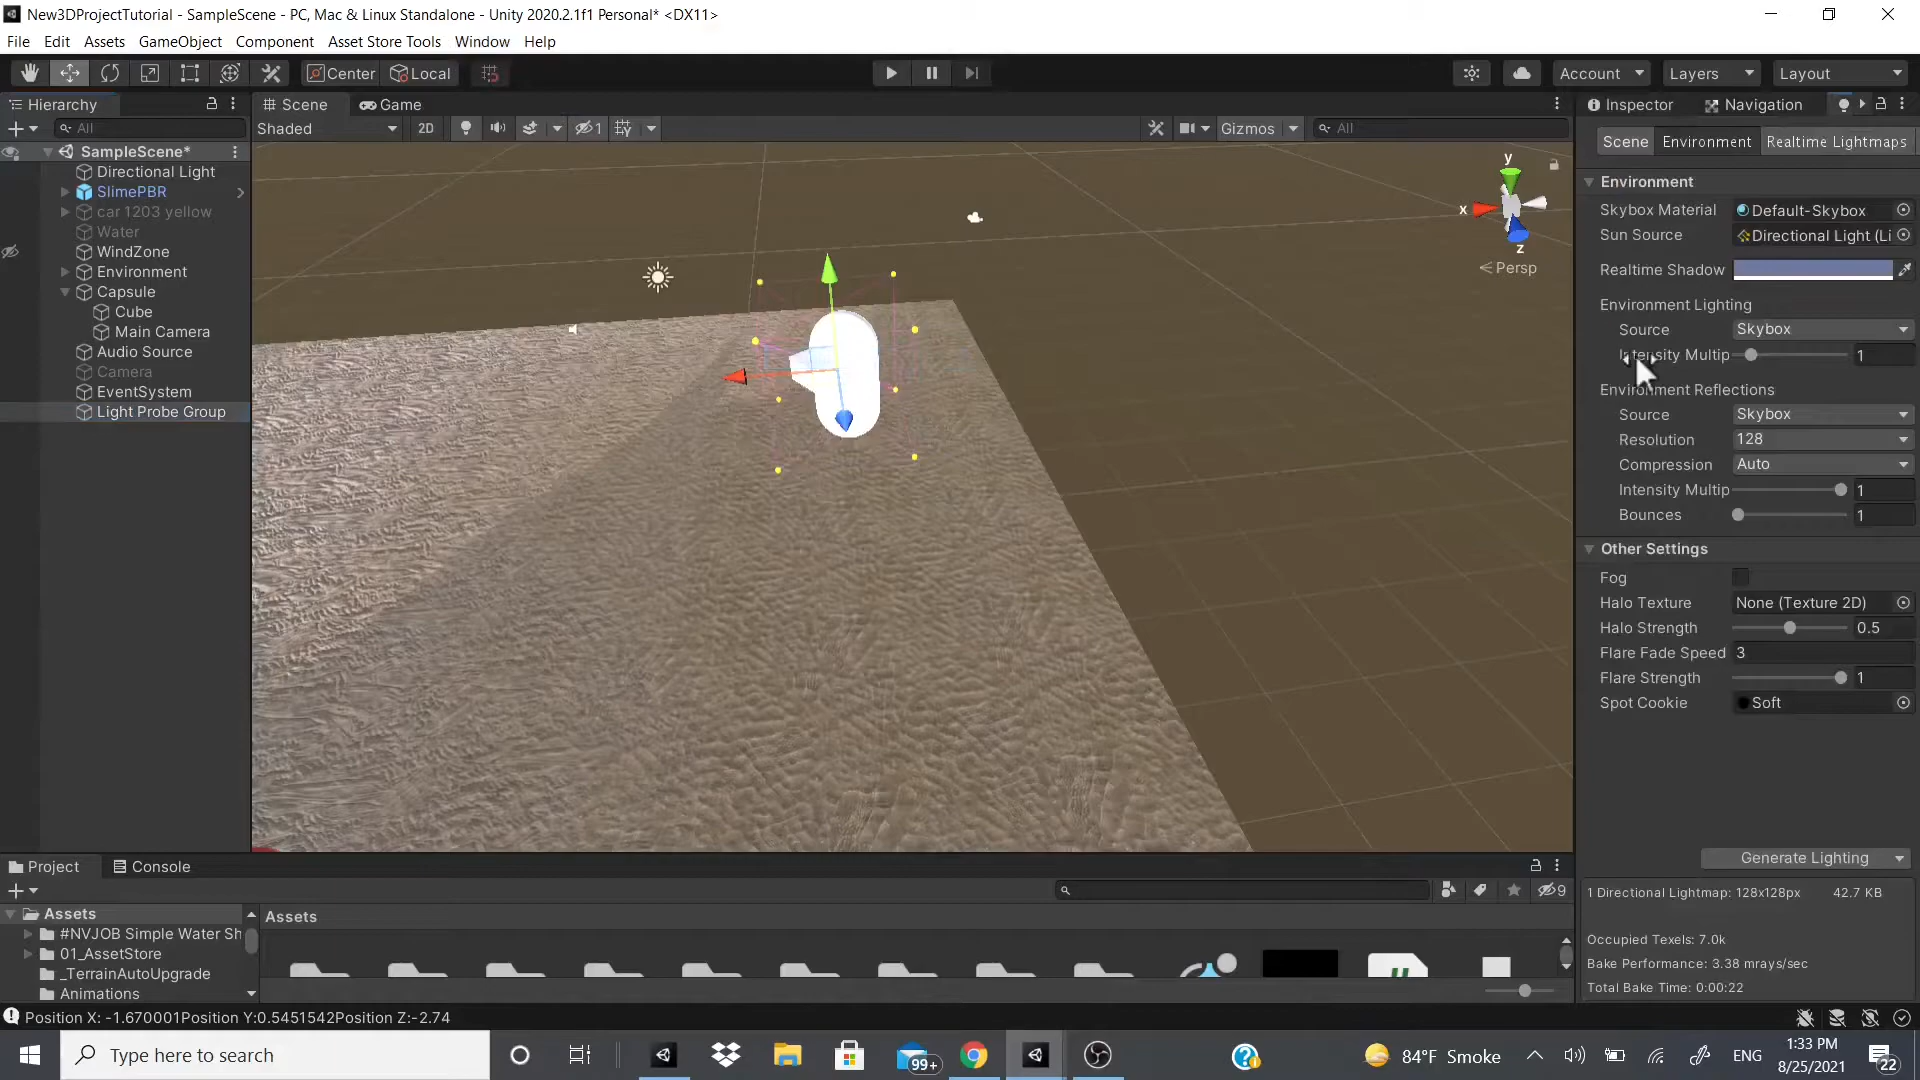 New3DProjectTutorial - SampleScene - PC, Mac & Linux Standalone - Unity 2020.2.1f1 Personal* <DX11>
File Edit Assets GameObject Component Asset Store Tools Window Help
Center Local Account Layers Layout
Hierarchy
All
SampleScene*
Directional Light
SlimePBR
car 1203 yellow
Water
WindZone
Environment
Capsule
Cube
Main Camera
Audio Source
Camera
EventSystem
Light Probe Group
Scene Game
Shaded 2D 1 Gizmos All
y
x
z
Persp
Inspector Navigation
Scene Environment Realtime Lightmaps
Environment
Skybox Material Default-Skybox
Sun Source Directional Light (Li
Realtime Shadow
Environment Lighting
Source Skybox
Intensity Multip 1
Environment Reflections
Source Skybox
Resolution 128
Compression Auto
Intensity Multip 1
Bounces 1
Other Settings
Fog
Halo Texture None (Texture 2D)
Halo Strength 0.5
Flare Fade Speed 3
Flare Strength 1
Spot Cookie Soft
Generate Lighting
1 Directional Lightmap: 128x128px 42.7 KB
Occupied Texels: 7.0k
Bake Performance: 3.38 mrays/sec
Total Bake Time: 0:00:22
Project Console
9
Assets
#NVJOB Simple Water Sh
01_AssetStore
_TerrainAutoUpgrade
Animations
Assets
Position X: -1.670001Position Y:0.5451542Position Z:-2.74
Type here to search
99+
84°F Smoke
ENG
1:33 PM
8/25/2021
22